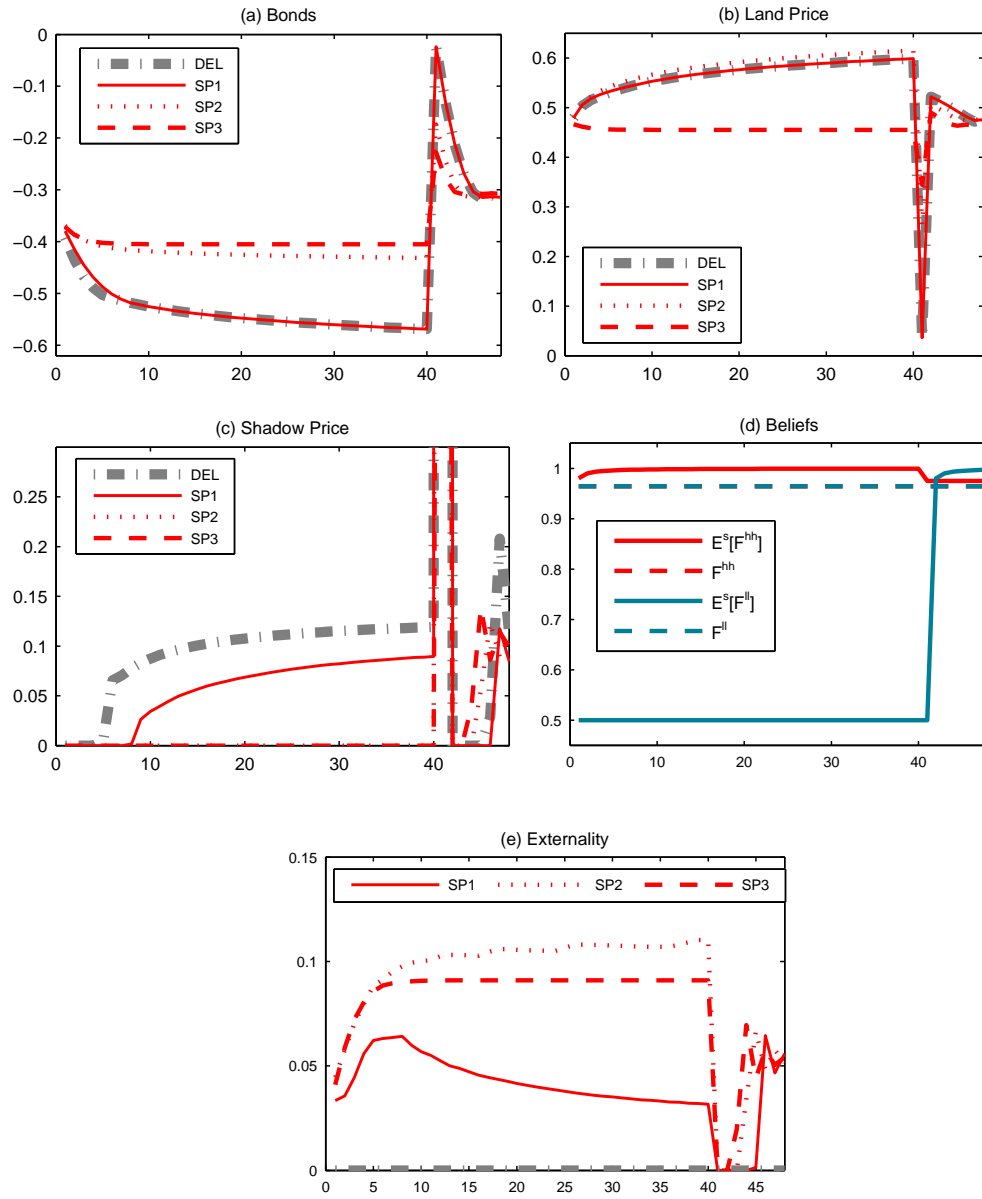 (a) Bonds
0
−0.1
−0.2
−0.3
−0.4
−0.5
−0.6
DEL
SP1
SP2
SP3
0 10 20 30 40
(b) Land Price
0.6
0.5
0.4
0.3
0.2
0.1
0
DEL
SP1
SP2
SP3
0 10 20 30 40
(c) Shadow Price
0.25
0.2
0.15
0.1
0.05
0
DEL
SP1
SP2
SP3
0 10 20 30 40
(d) Beliefs
1
0.9
0.8
0.7
0.6
0.5
E^s[F^hh]
F^hh
E^s[F^ll]
F^ll
0 10 20 30 40
(e) Externality
0.15
0.1
0.05
0
SP1 SP2 SP3
0 5 10 15 20 25 30 35 40 45